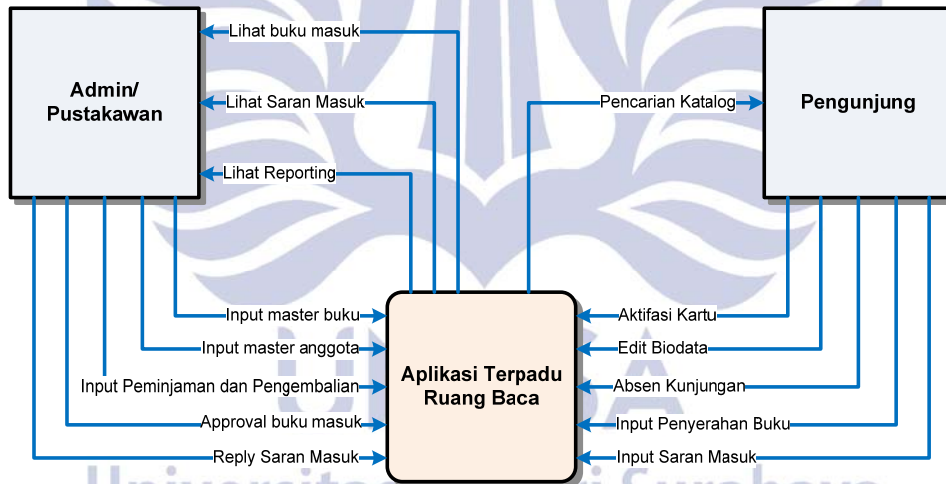 Lihat buku masuk
Admin/
Pustakawan
Lihat Saran Masuk
Pencarian Katalog
Pengunjung
Lihat Reporting
Input master buku
Aktifasi Kartu
Input master anggota
Edit Biodata
Aplikasi Terpadu
Ruang Baca
Input Peminjaman dan Pengembalian
Absen Kunjungan
Approval buku masuk
Input Penyerahan Buku
Reply Saran Masuk
Input Saran Masuk